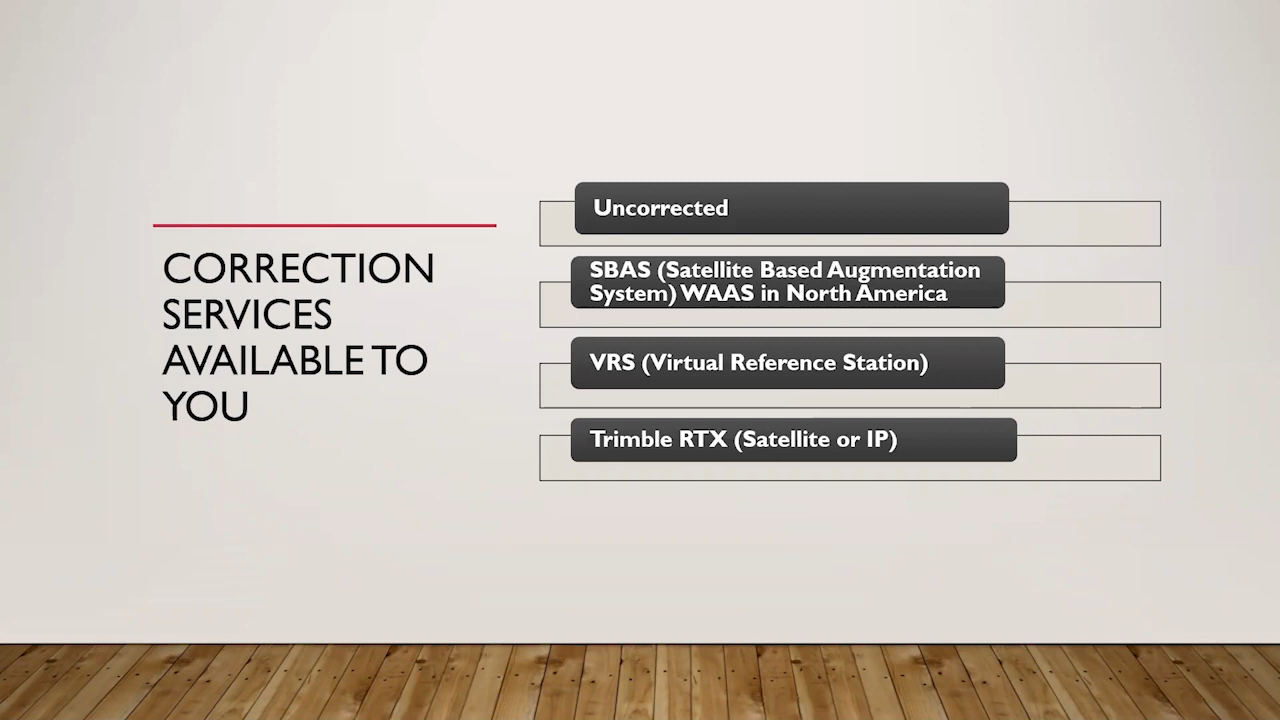 CORRECTION
SERVICES
AVAILABLE TO
YOU
Uncorrected
SBAS (Satellite Based Augmentation
System) WAAS in North America
VRS (Virtual Reference Station)
Trimble RTX (Satellite or IP)